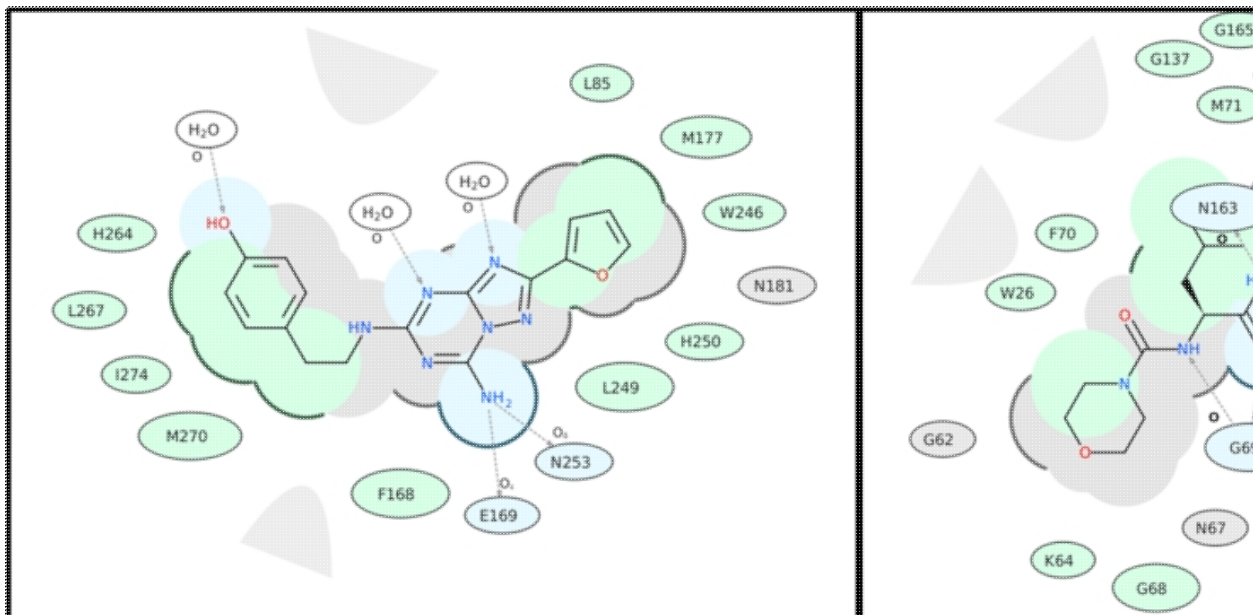 L85
M177
H₂O
O
H₂O
O
H₂O
O
W246
HO
H264
N
N
O
N181
L267
HN
N
N
N
H250
I274
N
L249
NH₂
M270
N253
F168
E169
G165
G137
M71
N163
O
F70
W26
O
NH
N
O
G62
O
N67
K64
G68